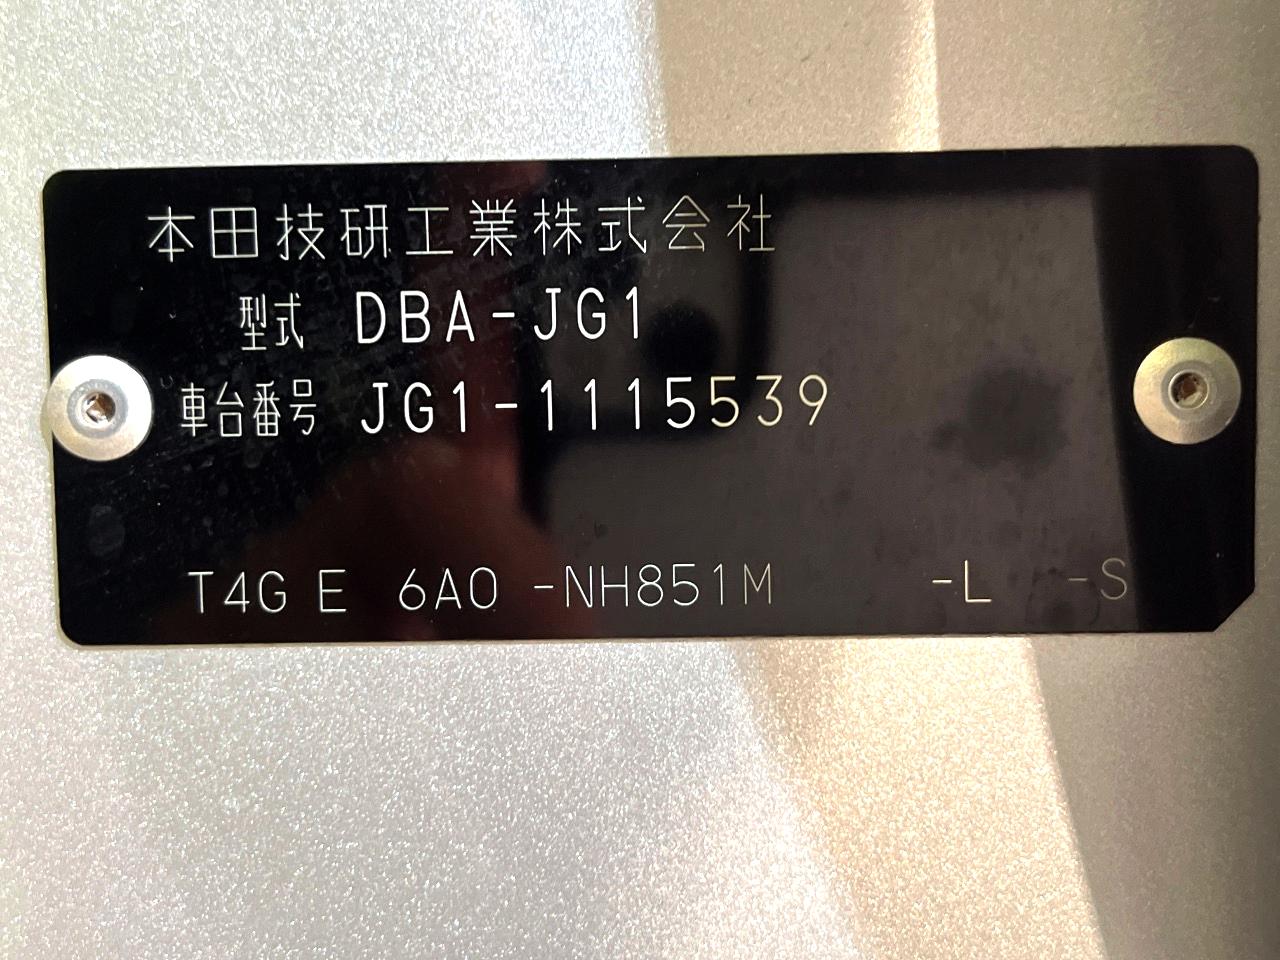 本田技研工業株式会社
型式 DBA-JG1
車台番号 JG1-1115539
T4G E 6A0 -NH851M -L -S